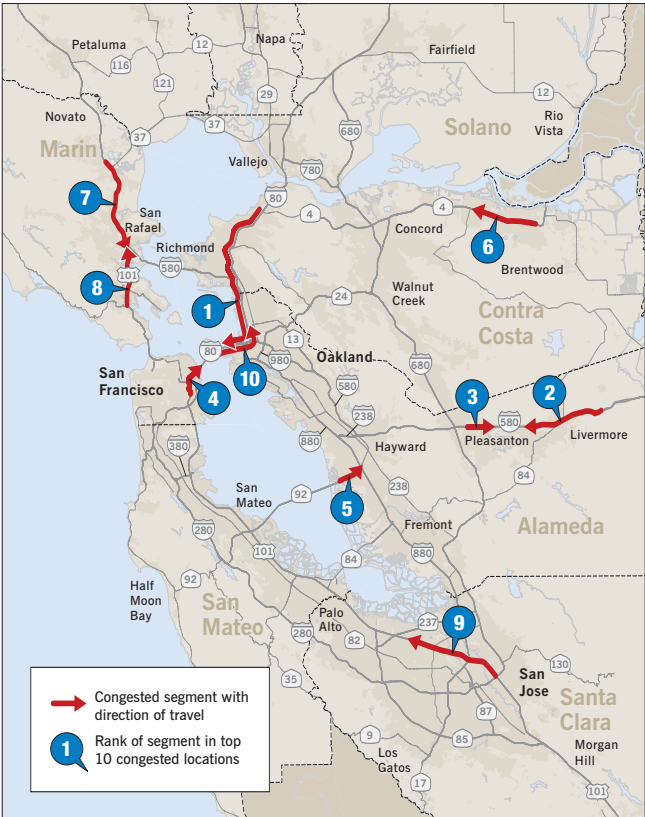 Petaluma
12
Napa
Fairfield
116
121
29
12
Novato
37
37
680
Rio
Vista
Solano
Marin
Vallejo
780
80
7
San
Rafael
4
4
Concord
6
Richmond
Brentwood
580
101
8
1
Walnut
Creek
24
Contra
Costa
13
80
Oakland
980
10
680
San
Francisco
4
580
3
2
238
580
Pleasanton
Livermore
880
Hayward
380
84
San
Mateo
92
5
238
Fremont
Alameda
280
880
101
84
92
Half
Moon
Bay
San
Mateo
Palo
Alto
237
9
280
82
130
San
Jose
35
Santa
Clara
87
9
85
Morgan
Hill
Los
Gatos
17
101
Congested segment with
direction of travel
1
Rank of segment in top
10 congested locations